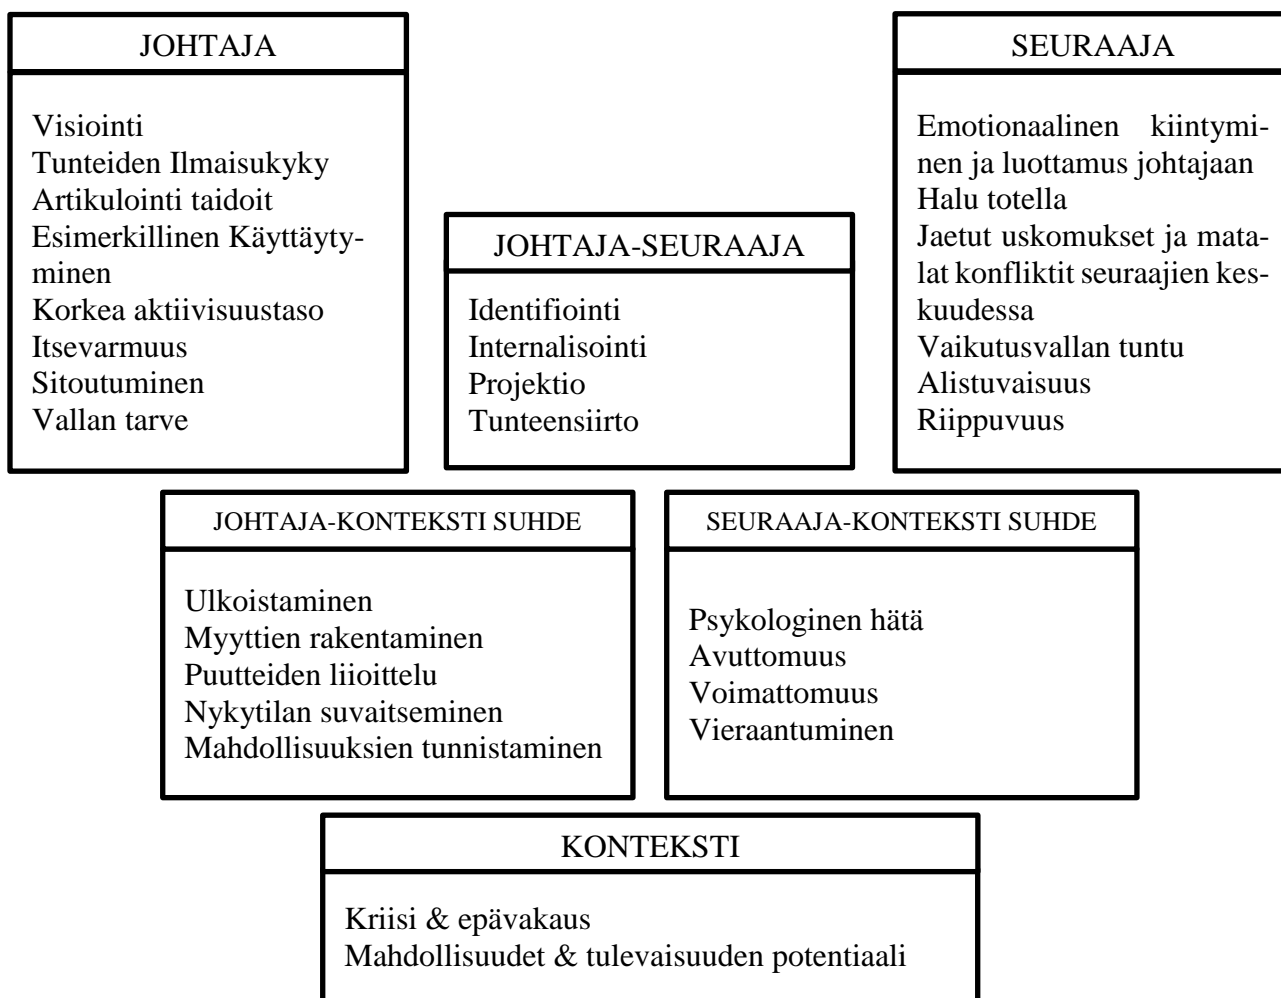 JOHTAJA
Visiointi
Tunteiden Ilmaisukyky
Artikulointi taidoit
Esimerkillinen Käyttäyty-
minen
Korkea aktiivisuustaso
Itsevarmuus
Sitoutuminen
Vallan tarve
JOHTAJA-SEURAAJA
Identifiointi
Internalisointi
Projektio
Tunteensiirto
SEURAAJA
Emotionaalinen kiintymi-
nen ja luottamus johtajaan
Halu totella
Jaetut uskomukset ja mata-
lat konfliktit seuraajien kes-
kuudessa
Vaikutusvallan tuntu
Alistuvaisuus
Riippuvuus
JOHTAJA-KONTEKSTI SUHDE
Ulkoistaminen
Myyttien rakentaminen
Puutteiden liioittelu
Nykytilan suvaitseminen
Mahdollisuuksien tunnistaminen
SEURAAJA-KONTEKSTI SUHDE
Psykologinen hätä
Avuttomuus
Voimattomuus
Vieraantuminen
KONTEKSTI
Kriisi & epävakaus
Mahdollisuudet & tulevaisuuden potentiaali